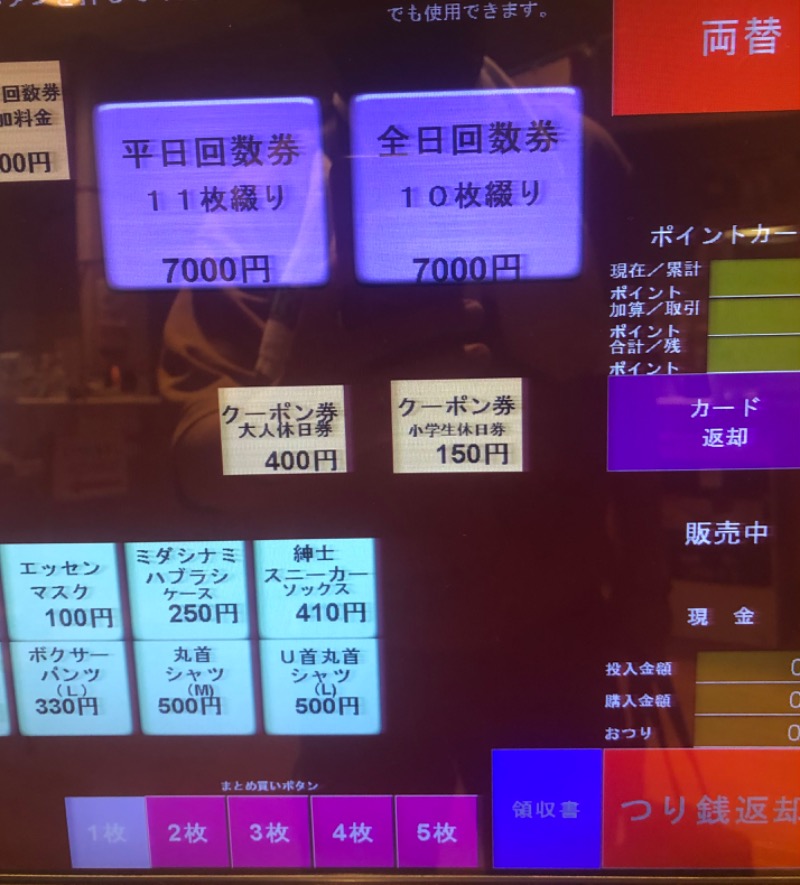 でも使用できます。
両替
回数券
加料金
00円
平日回数券
11枚綴り
7000円
全日回数券
10枚綴り
7000円
ポイントカー
現在／累計
ポイント
加算／取引
ポイント
合計／残
ポイント
カード
返却
クーポン券
大人休日券
400円
クーポン券
小学生休日券
150円
販売中
現金
エッセン
マスク
100円
ミダシナミ
ハブラシ
ケース
250円
紳士
スニーカー
ソックス
410円
ボクサー
パンツ
(L)
330円
丸首
シャツ
(M)
500円
U首丸首
シャツ
(L)
500円
投入金額
0
購入金額
0
おつり
0
まとめ買いボタン
1枚
2枚
3枚
4枚
5枚
領収書
つり銭返却